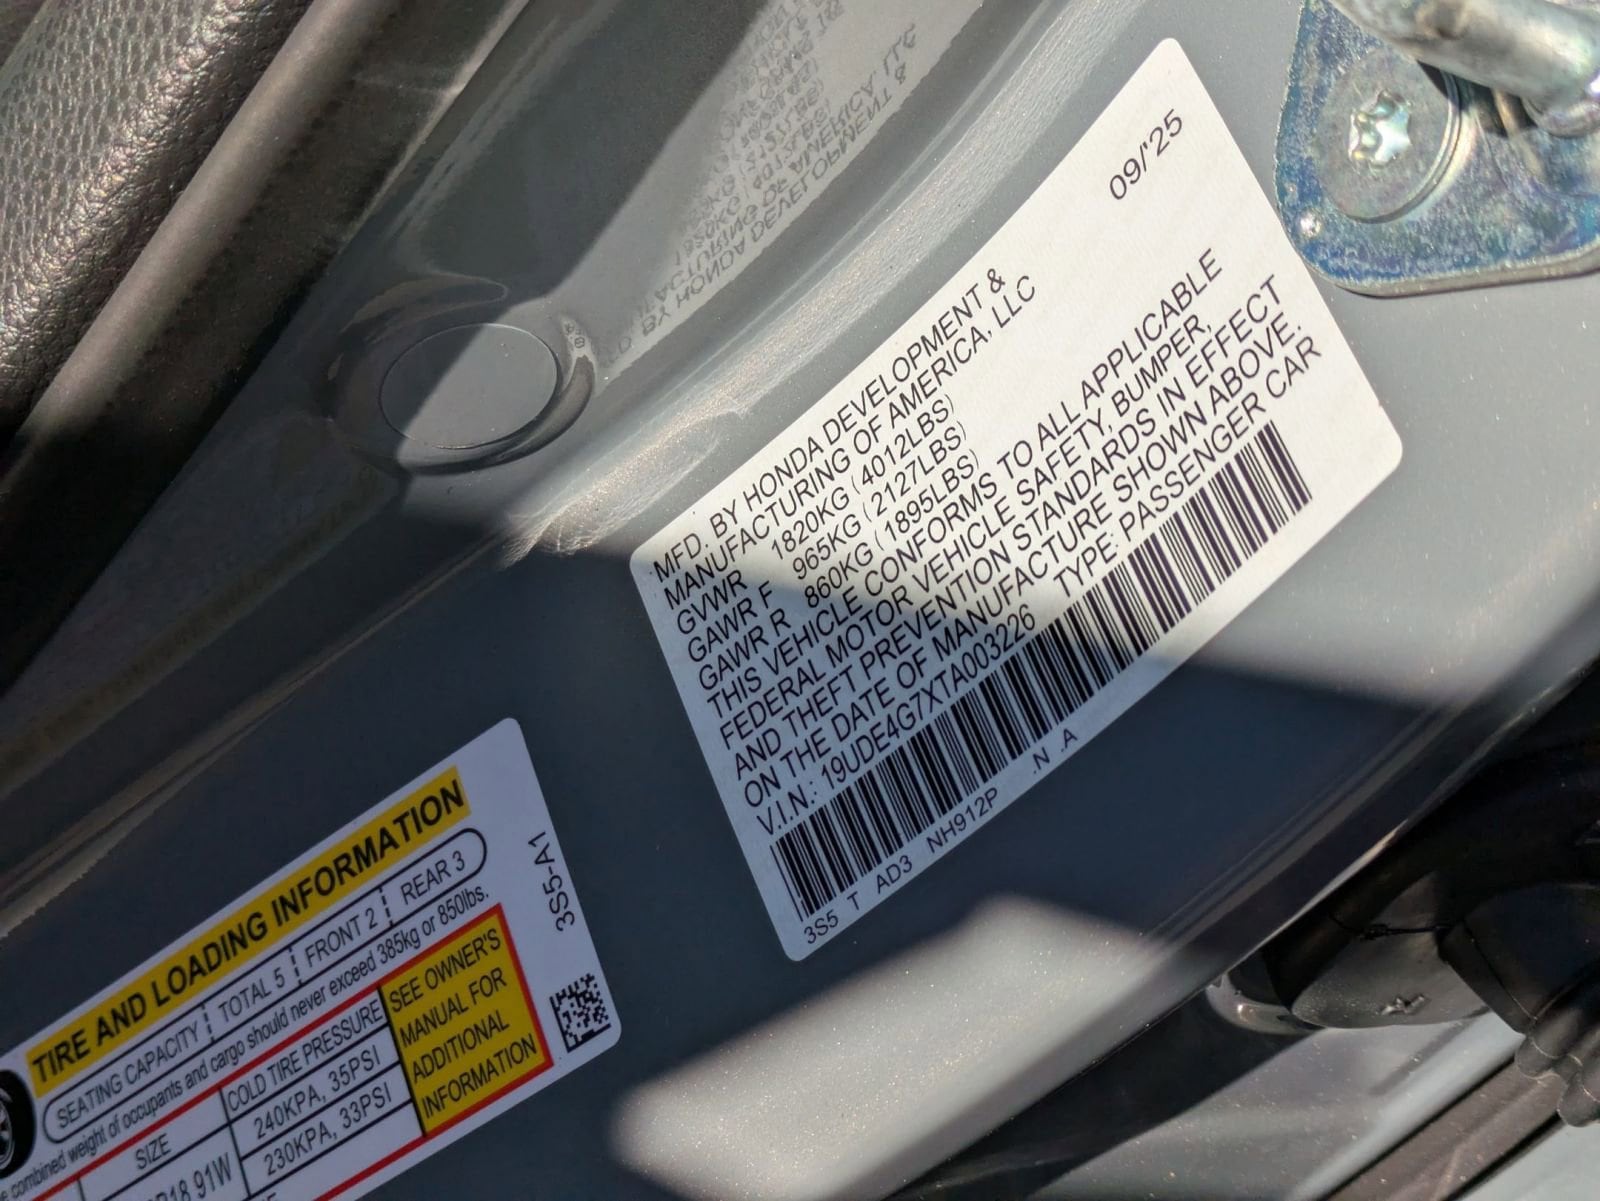 09/'25
MFD. BY HONDA DEVELOPMENT &
MANUFACTURING OF AMERICA, LLC
GVWR 1820KG (4012LBS)
GAWR F 965KG (2127LBS)
GAWR R 860KG (1895LBS)
THIS VEHICLE CONFORMS TO ALL APPLICABLE
FEDERAL MOTOR VEHICLE SAFETY, BUMPER,
AND THEFT PREVENTION STANDARDS IN EFFECT
ON THE DATE OF MANUFACTURE SHOWN ABOVE.
V.I.N.: 19UDE4G7XTA003226 TYPE: PASSENGER CAR
3S5 T AD3 NH912P .N .A
TIRE AND LOADING INFORMATION
SEATING CAPACITY TOTAL 5 FRONT 2 REAR 3
combined weight of occupants and cargo should never exceed 385kg or 850lbs.
SIZE COLD TIRE PRESSURE
18 91W 240KPA, 35PSI
230KPA, 33PSI
SEE OWNER'S
MANUAL FOR
ADDITIONAL
INFORMATION
3S5-A1